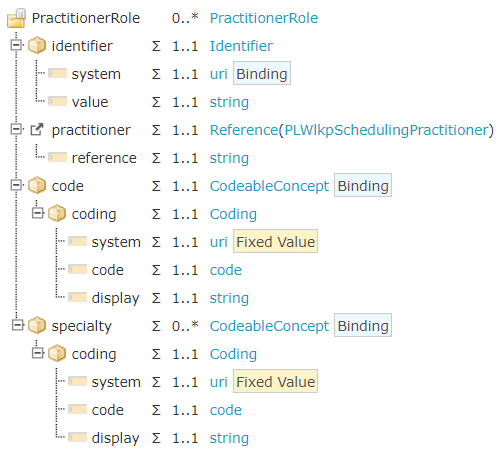 PractitionerRole 0..* PractitionerRole
identifier Σ 1..1 Identifier
system Σ 1..1 uri Binding
value Σ 1..1 string
practitioner Σ 1..1 Reference(PLWlkpSchedulingPractitioner)
reference Σ 1..1 string
code Σ 1..1 CodeableConcept Binding
coding Σ 1..1 Coding
system Σ 1..1 uri Fixed Value
code Σ 1..1 code
display Σ 1..1 string
specialty Σ 0..* CodeableConcept Binding
coding Σ 1..1 Coding
system Σ 1..1 uri Fixed Value
code Σ 1..1 code
display Σ 1..1 string